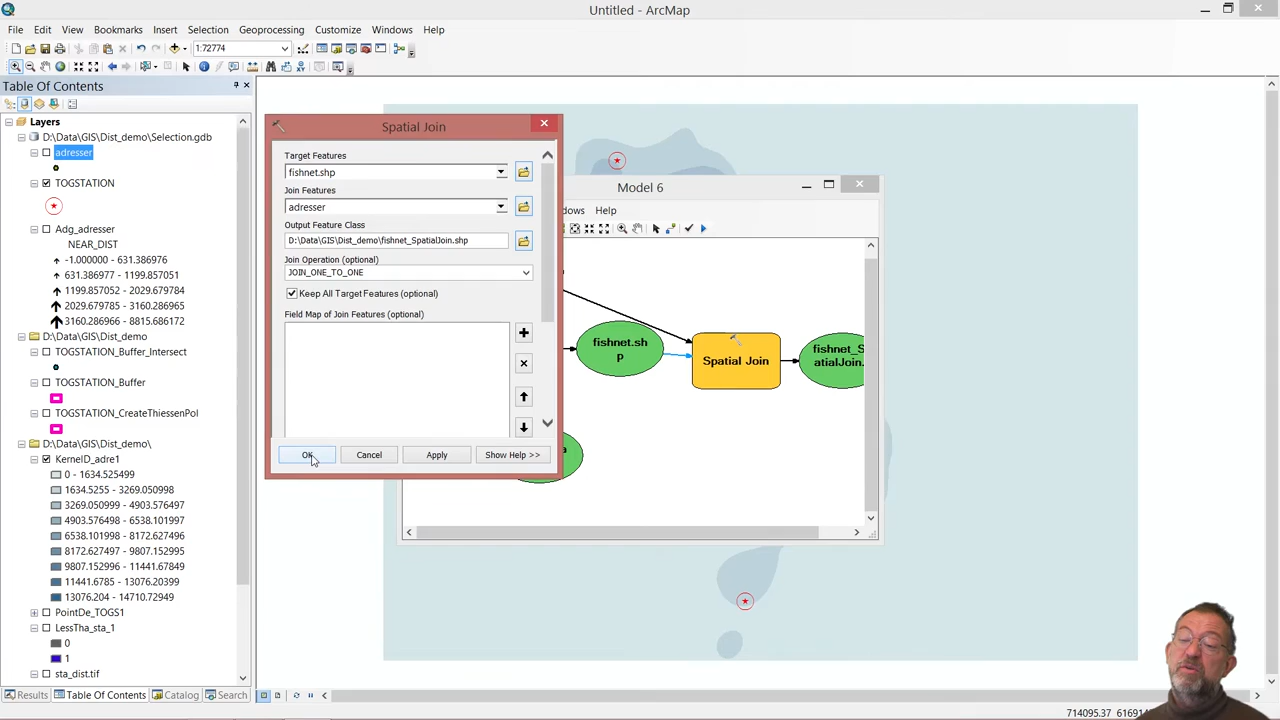 Untitled - ArcMap
File Edit View Bookmarks Insert Selection Geoprocessing Customize Windows Help
1:72774
Table Of Contents
Layers
D:\Data\GIS\Dist_demo\Selection.gdb
adresser
TOGSTATION
Adg_adresser
NEAR_DIST
-1.000000 - 631.386976
631.386977 - 1199.857051
1199.857052 - 2029.679784
2029.679785 - 3160.286965
3160.286966 - 8815.686172
D:\Data\GIS\Dist_demo
TOGSTATION_Buffer_Intersect
TOGSTATION_Buffer
TOGSTATION_CreateThiessenPol
D:\Data\GIS\Dist_demo\
KernelD_adre1
0 - 1634.525499
1634.5255 - 3269.050998
3269.050999 - 4903.576497
4903.576498 - 6538.101997
6538.101998 - 8172.627496
8172.627497 - 9807.152995
9807.152996 - 11441.67849
11441.6785 - 13076.20399
13076.204 - 14710.72949
PointDe_TOGS1
LessTha_sta_1
0
1
sta_dist.tif
Results Table Of Contents Catalog Search
Spatial Join
Target Features
fishnet.shp
Join Features
adresser
Output Feature Class
D:\Data\GIS\Dist_demo\fishnet_SpatialJoin.shp
Join Operation (optional)
JOIN_ONE_TO_ONE
Keep All Target Features (optional)
Field Map of Join Features (optional)
OK Cancel Apply Show Help >>
Model 6
dows Help
fishnet.sh
p
Spatial Join
fishnet_S
atialJoin.
a
714095.37 616914